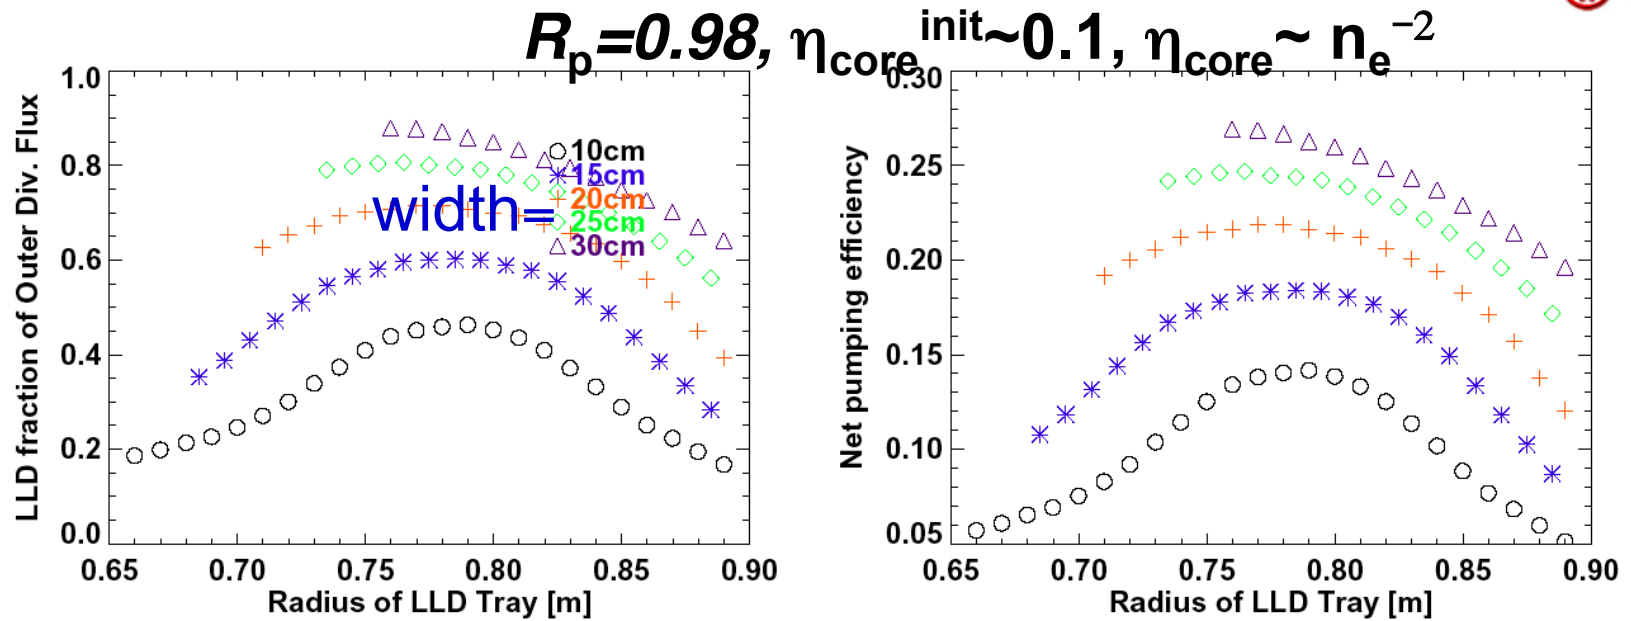 Rp=0.98, ηcore^init~0.1, ηcore~ ne^−2
LLD fraction of Outer Div. Flux
1.0
0.8
0.6
0.4
0.2
0.0
0.65 0.70 0.75 0.80 0.85 0.90
Radius of LLD Tray [m]
width=
10cm
15cm
20cm
25cm
30cm
Net pumping efficiency
0.30
0.25
0.20
0.15
0.10
0.05
0.65 0.70 0.75 0.80 0.85 0.90
Radius of LLD Tray [m]